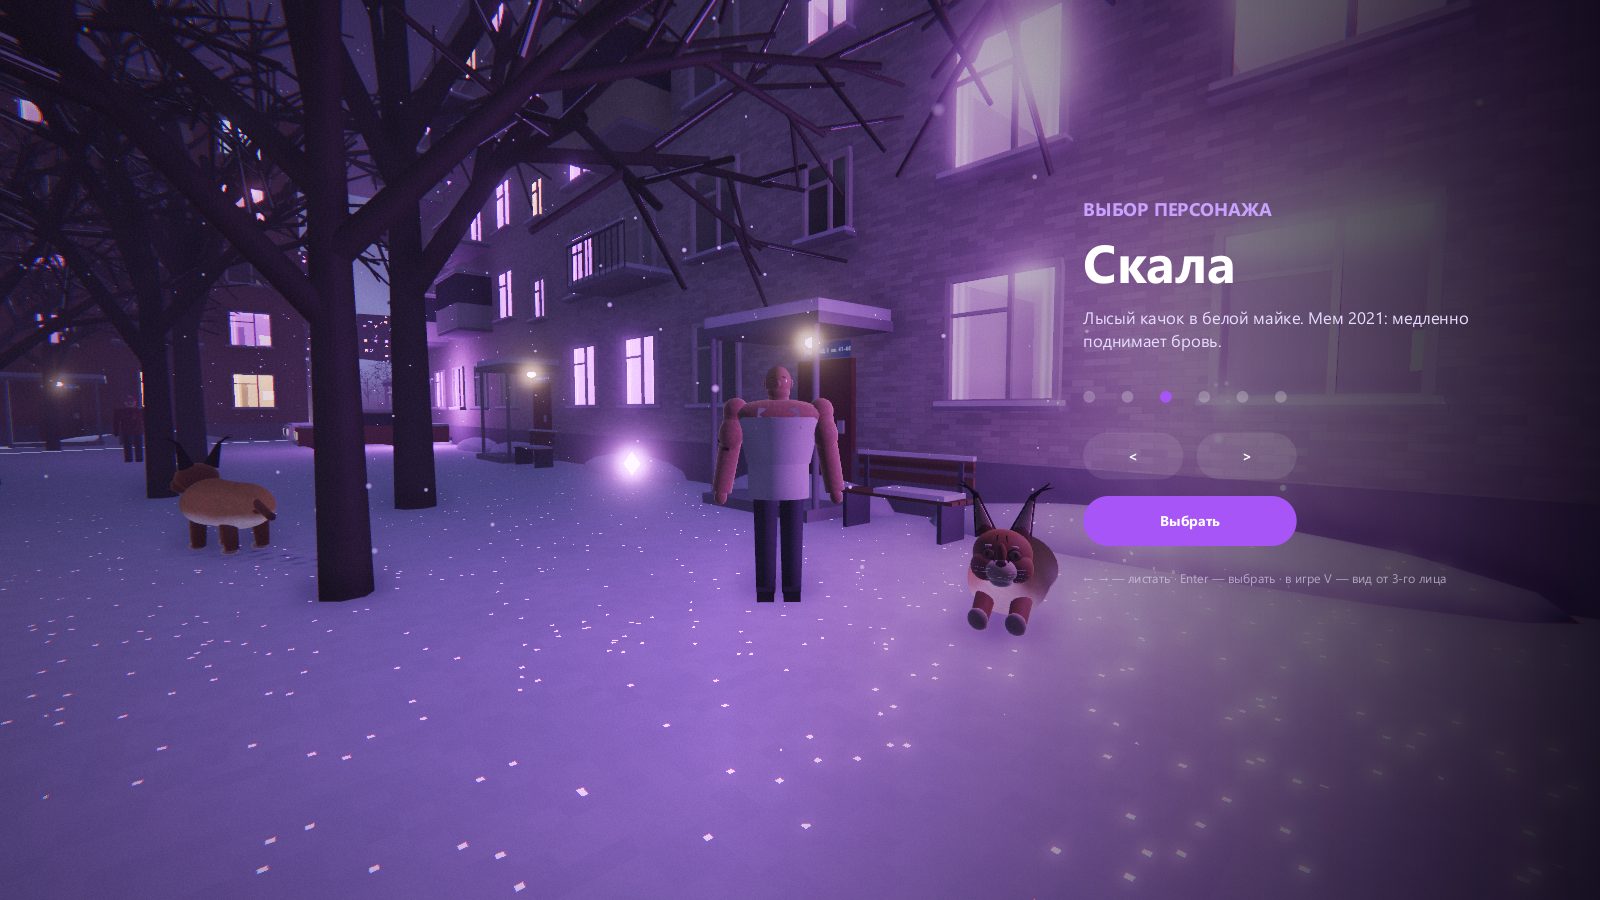 ВЫБОР ПЕРСОНАЖА
Скала
Лысый качок в белой майке. Мем 2021: медленно
поднимает бровь.
<
>
Выбрать
← → — листать · Enter — выбрать · в игре V — вид от 3-го лица